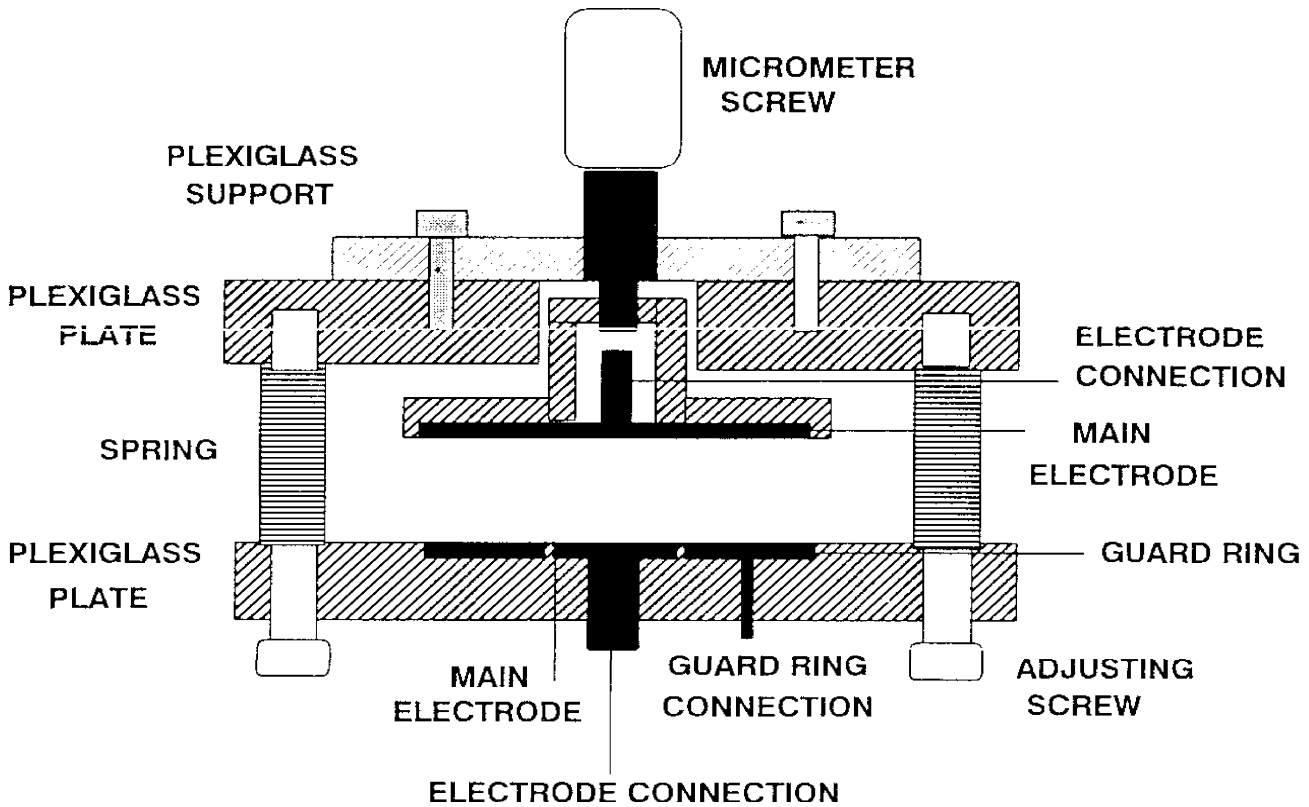 MICROMETER
SCREW
PLEXIGLASS
SUPPORT
PLEXIGLASS
PLATE
ELECTRODE
CONNECTION
SPRING
MAIN
ELECTRODE
PLEXIGLASS
PLATE
GUARD RING
MAIN
ELECTRODE
GUARD RING
CONNECTION
ADJUSTING
SCREW
ELECTRODE CONNECTION